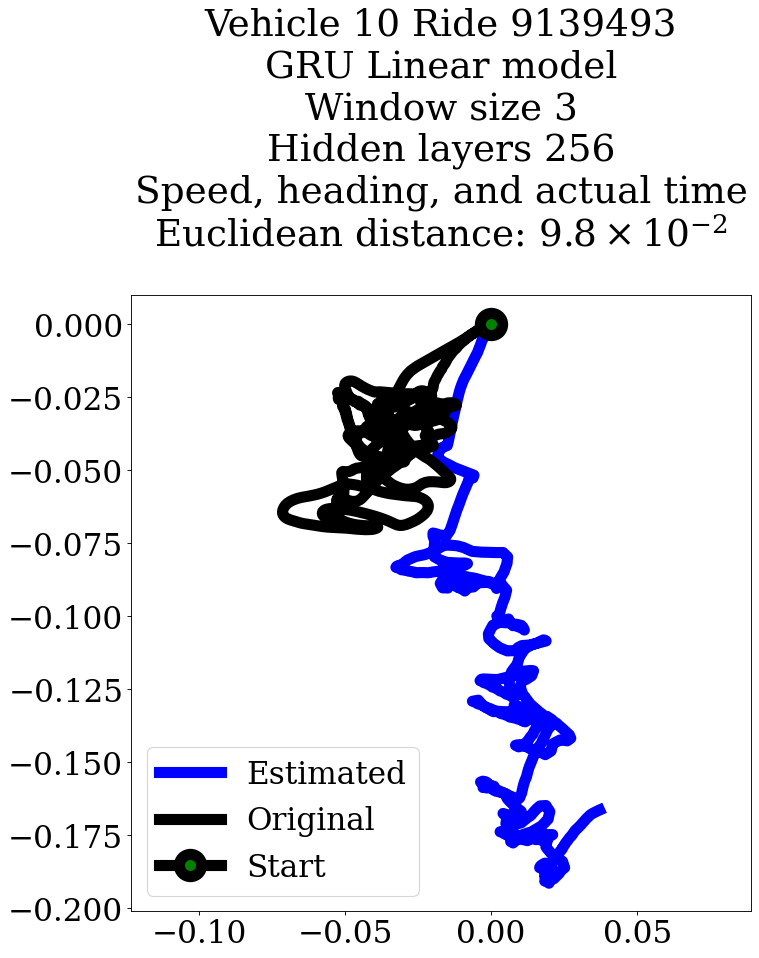 Vehicle 10 Ride 9139493
GRU Linear model
Window size 3
Hidden layers 256
Speed, heading, and actual time
Euclidean distance: 9.8 × 10⁻²
0.000
−0.025
−0.050
−0.075
−0.100
−0.125
−0.150
−0.175
−0.200
Estimated
Original
Start
−0.10 −0.05 0.00 0.05